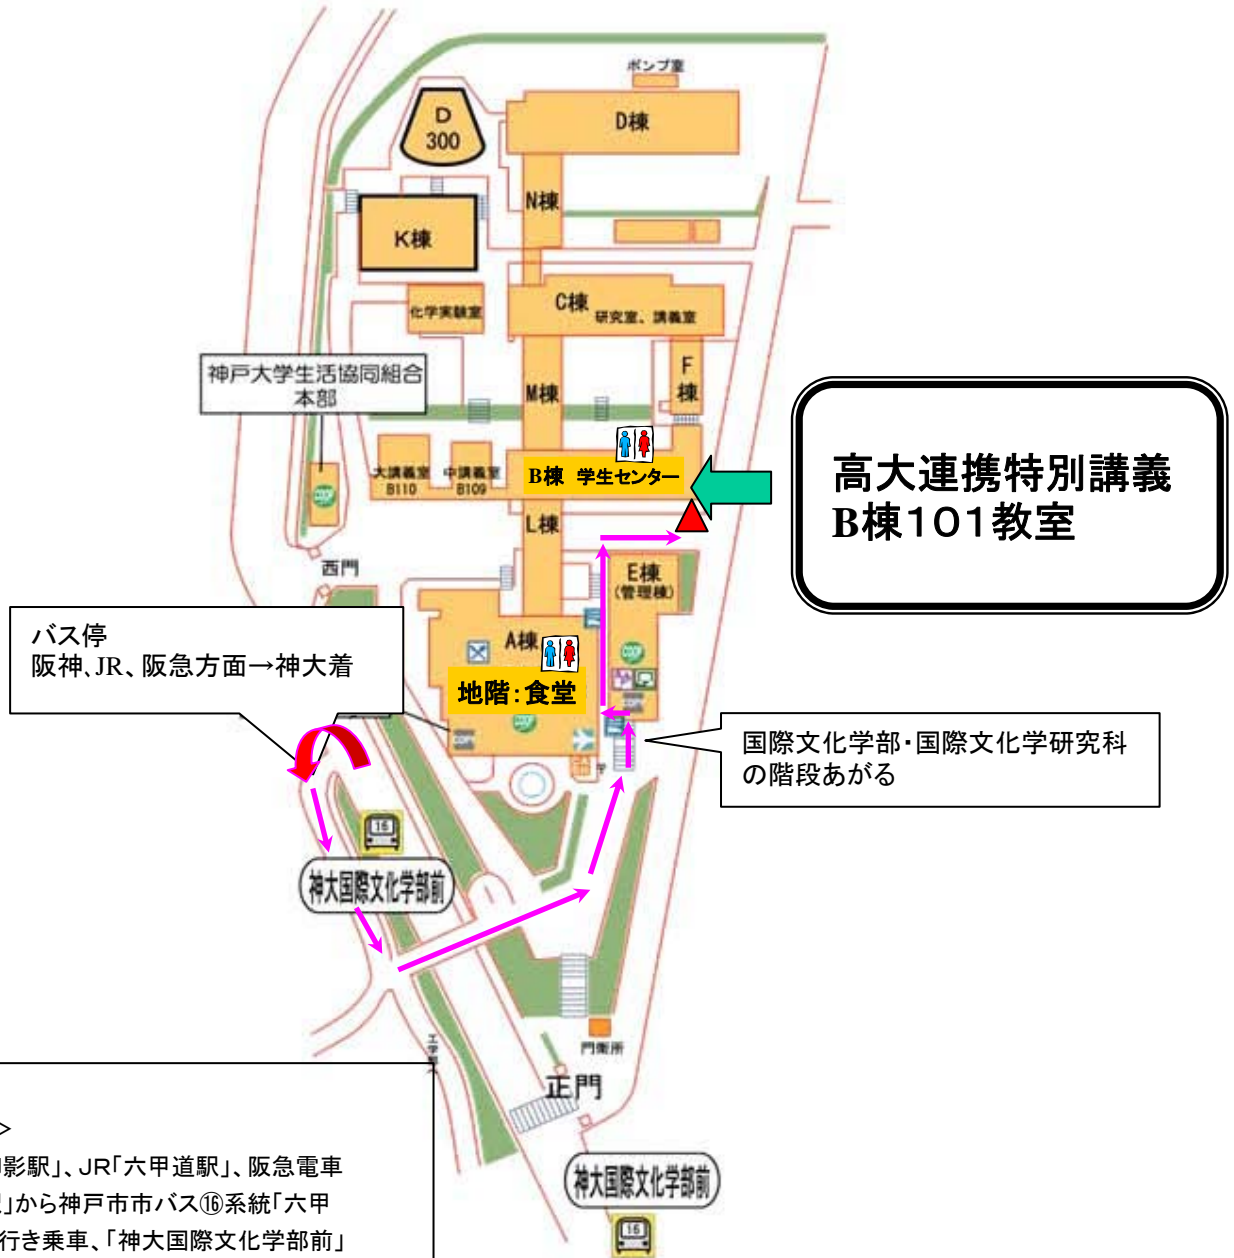 ポンプ室
D
300
D棟
N棟
K棟
C棟
研究室、講義室
化学実験室
神戸大学生活協同組合
本部
F
棟
M棟
大講義室
B110
中講義室
B109
B棟 学生センター
高大連携特別講義
B棟101教室
L棟
西門
E棟
(管理棟)
バス停
阪神、JR、阪急方面→神大着
A棟
地階：食堂
国際文化学部・国際文化学研究科
の階段あがる
16
神大国際文化学部前
門衛所
正門
神大国際文化学部前
16
>
影駅」、JR「六甲道駅」、阪急電車
」から神戸市市バス⑯系統「六甲
行き乗車、「神大国際文化学部前」